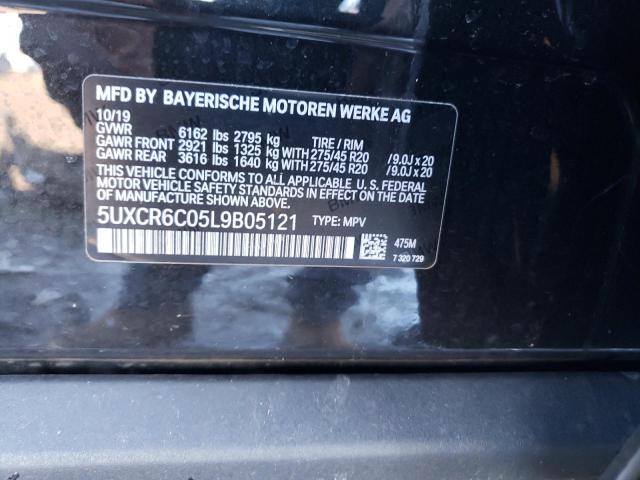 MFD BY BAYERISCHE MOTOREN WERKE AG
10/19
GVWR 6162 lbs 2795 kg TIRE / RIM
GAWR FRONT 2921 lbs 1325 kg WITH 275/45 R20 /9.0J x 20
GAWR REAR 3616 lbs 1640 kg WITH 275/45 R20 /9.0J x 20
THIS VEHICLE CONFORMS TO ALL APPLICABLE U. S. FEDERAL
MOTOR VEHICLE SAFETY STANDARDS IN EFFECT ON THE DATE
OF MANUFACTURE SHOWN ABOVE.
5UXCR6C05L9B05121 TYPE: MPV
475M
7 320 729